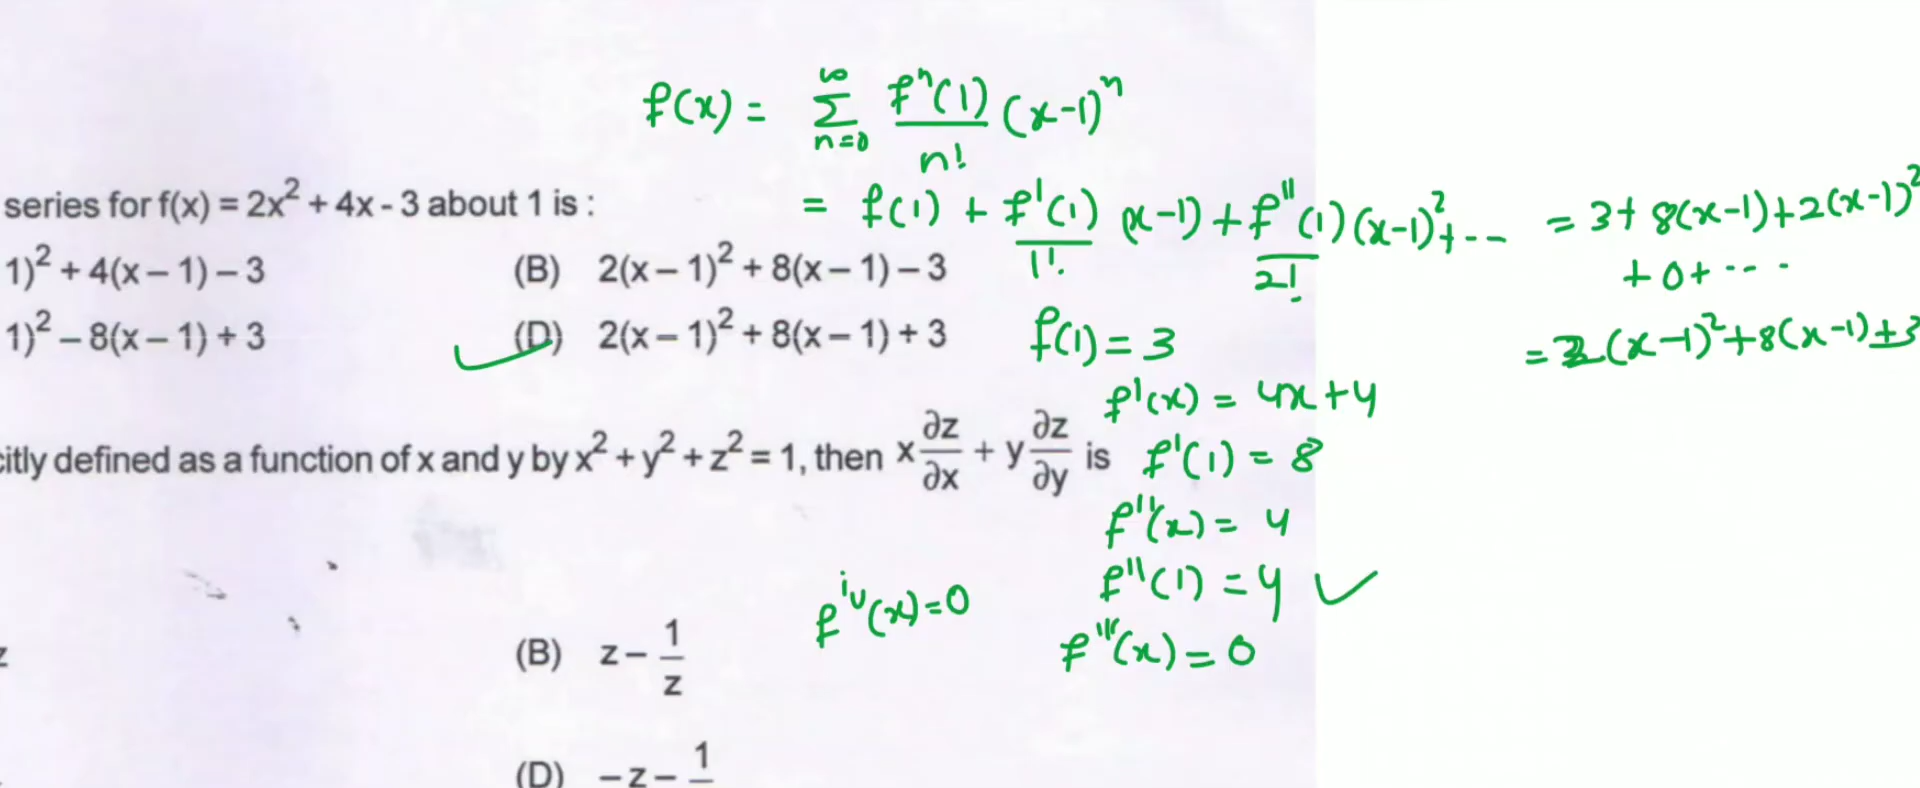 f(x) = ∞ Σ n=0 fⁿ(1)/n! (x-1)ⁿ
series for f(x) = 2x² + 4x - 3 about 1 is :
= f(1) + f'(1)/1! (x-1) + f''(1)/2! (x-1)² + ...
= 3 + 8(x-1) + 2(x-1)²
+ 0 + ...
1)² + 4(x – 1) – 3
(B) 2(x – 1)² + 8(x – 1) – 3
1)² – 8(x – 1) + 3
(D) 2(x – 1)² + 8(x – 1) + 3
f(1) = 3
= 2(x-1)² + 8(x-1) + 3
f'(x) = 4x + 4
citly defined as a function of x and y by x² + y² + z² = 1, then x ∂z/∂x + y ∂z/∂y is
f'(1) = 8
f''(x) = 4
f''(1) = 4
f^iv(x) = 0
f'''(x) = 0
z
(B) z – 1/z
(D) –z – 1